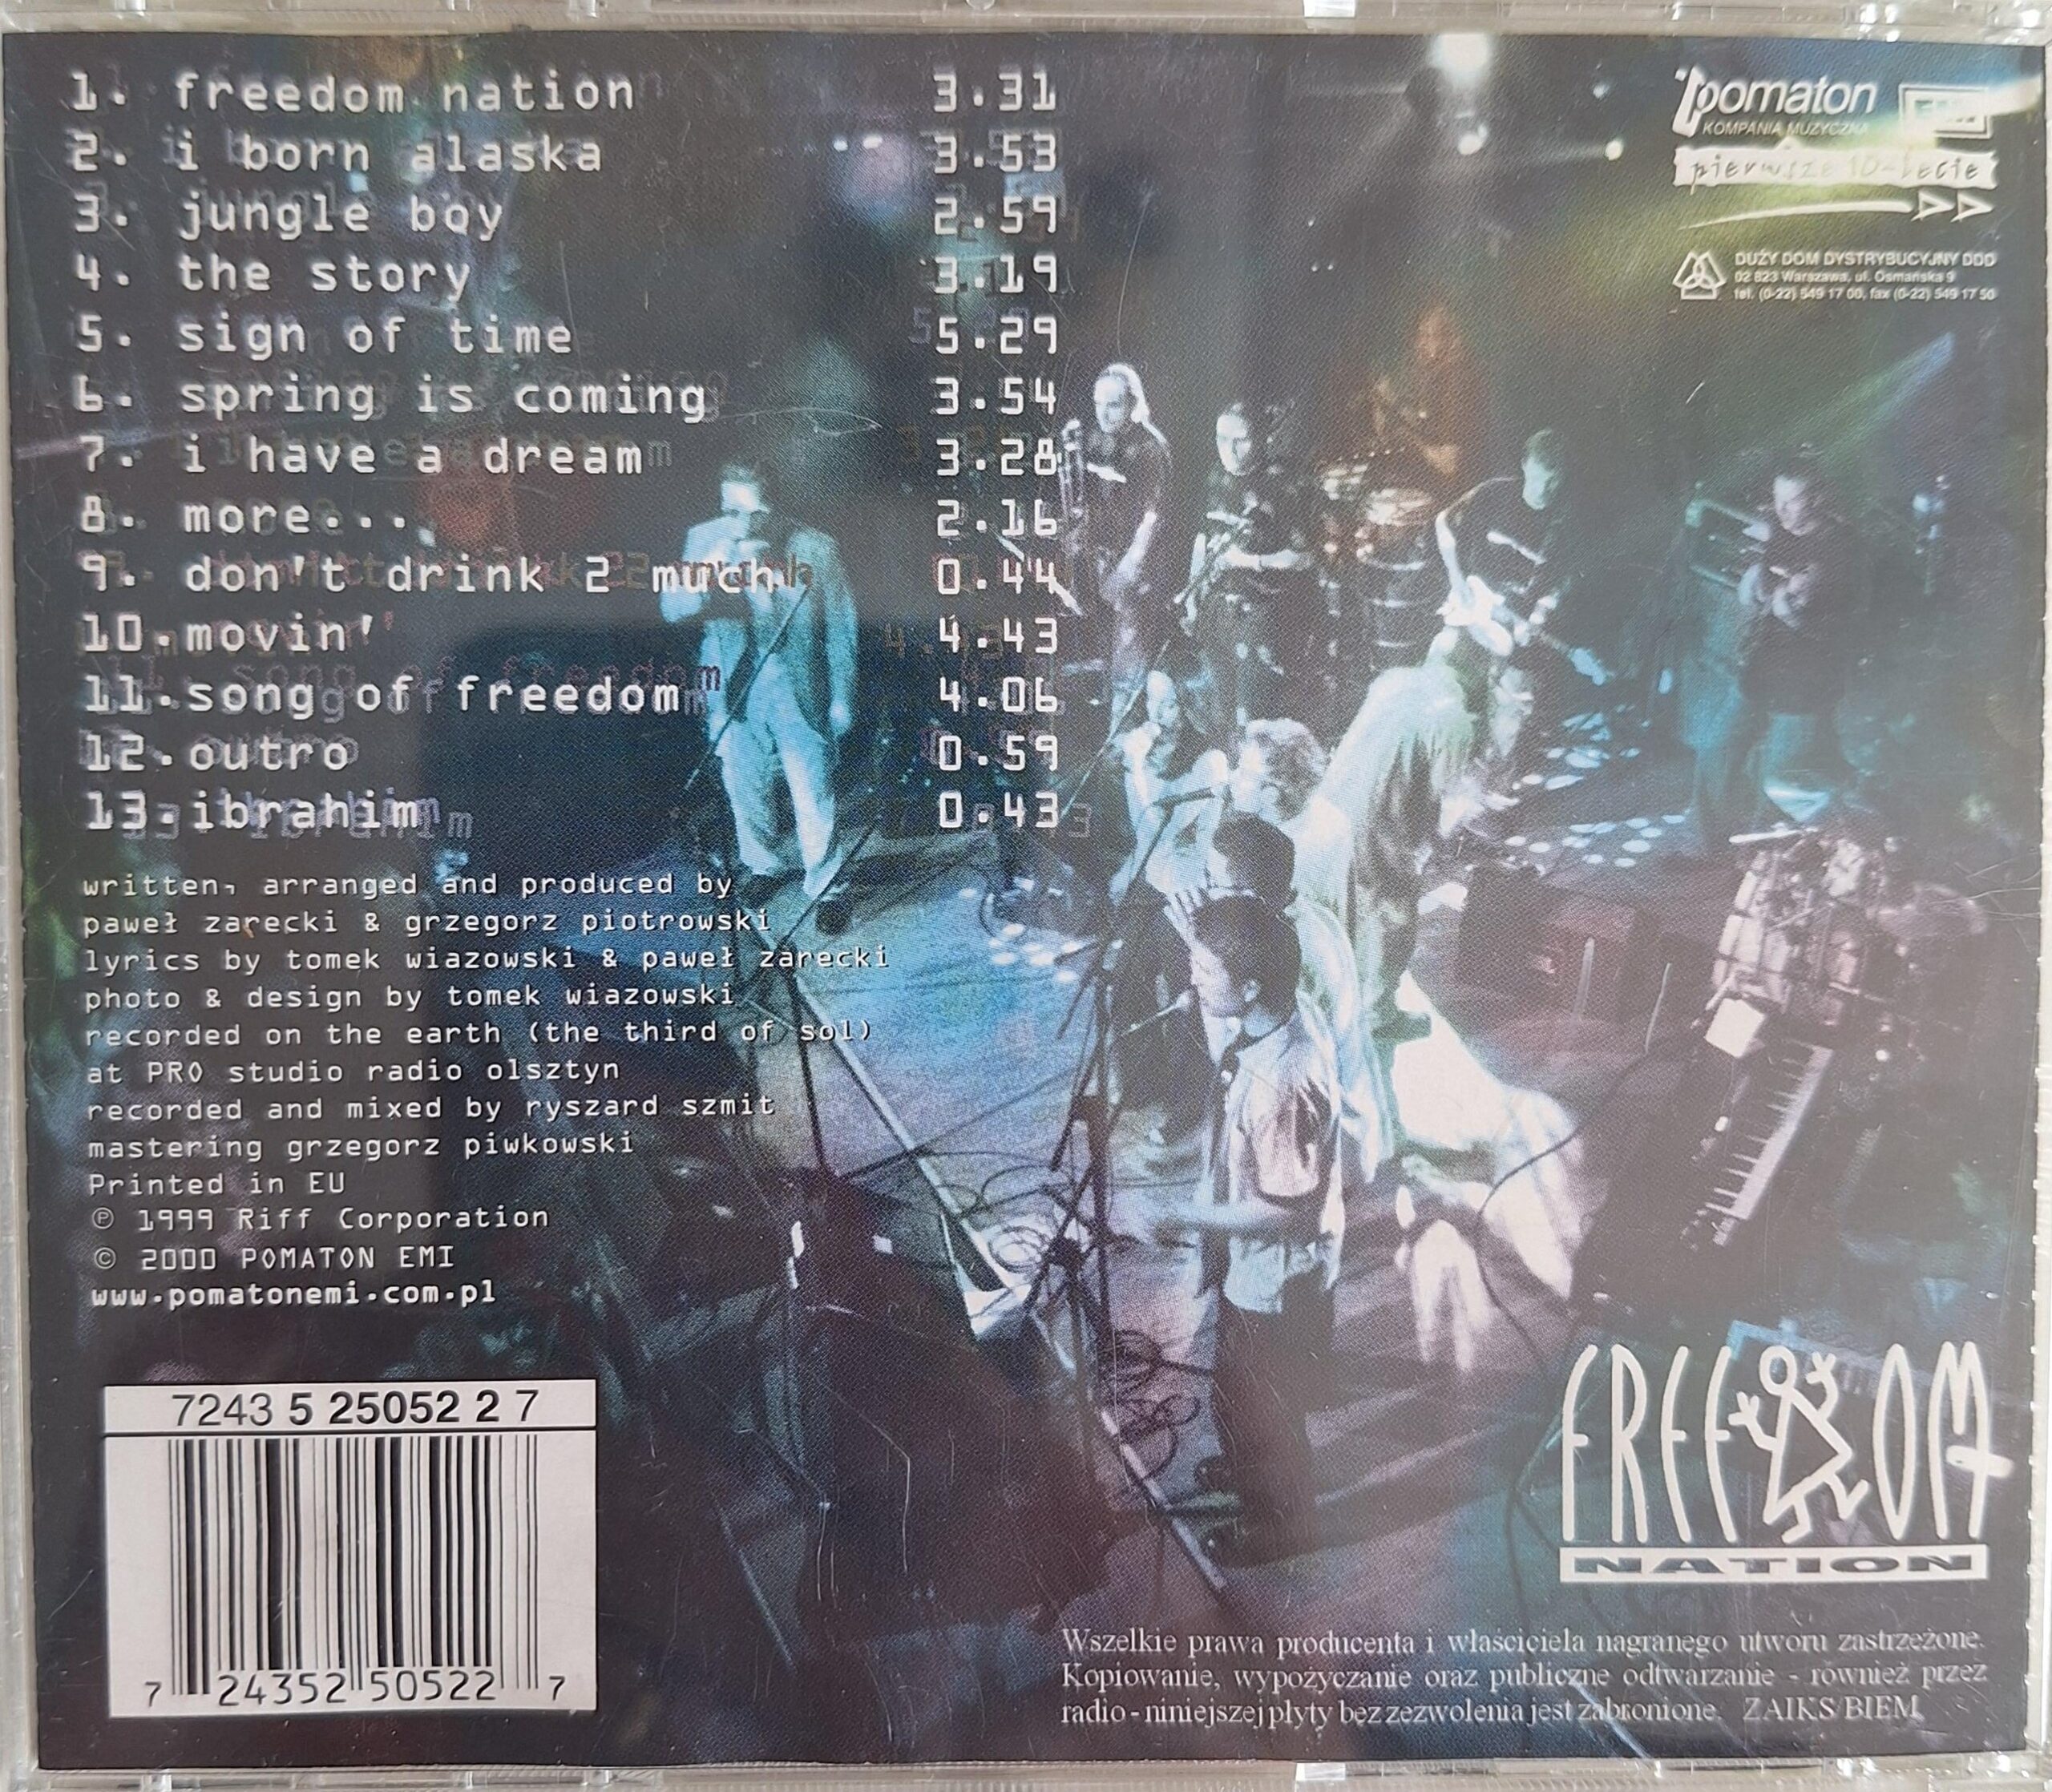 1. freedom nation 3.31
2. i born alaska 3.53
3. jungle boy 2.59
4. the story 3.19
5. sign of time 5.29
6. spring is coming 3.54
7. i have a dream 3.28
8. more... 2.16
9. don't drink 2 much 0.44
10. movin' 4.43
11. song of freedom 4.06
12. outro 0.59
13. ibrahim 0.43
written, arranged and produced by
paweł zarecki & grzegorz piotrowski
lyrics by tomek wiazowski & paweł zarecki
photo & design by tomek wiazowski
recorded on the earth (the third of sol)
at PRO studio radio olsztyn
recorded and mixed by ryszard szmit
mastering grzegorz piwkowski
Printed in EU
℗ 1999 Riff Corporation
© 2000 POMATON EMI
www.pomatonemi.com.pl
7243 5 25052 2 7
7 24352 50522 7
pomaton
KOMPANIA MUZYCZNA
pierwsze 10-lecie
DUŻY DOM DYSTRYBUCYJNY DDD
02 823 Warszawa, ul. Osmańska 9
tel. (0-22) 549 17 00, fax (0-22) 549 17 50
FREEDOM
NATION
Wszelkie prawa producenta i właściciela nagranego utworu zastrzeżone.
Kopiowanie, wypożyczanie oraz publiczne odtwarzanie - również przez
radio - niniejszej płyty bez zezwolenia jest zabronione. ZAIKS/BIEM